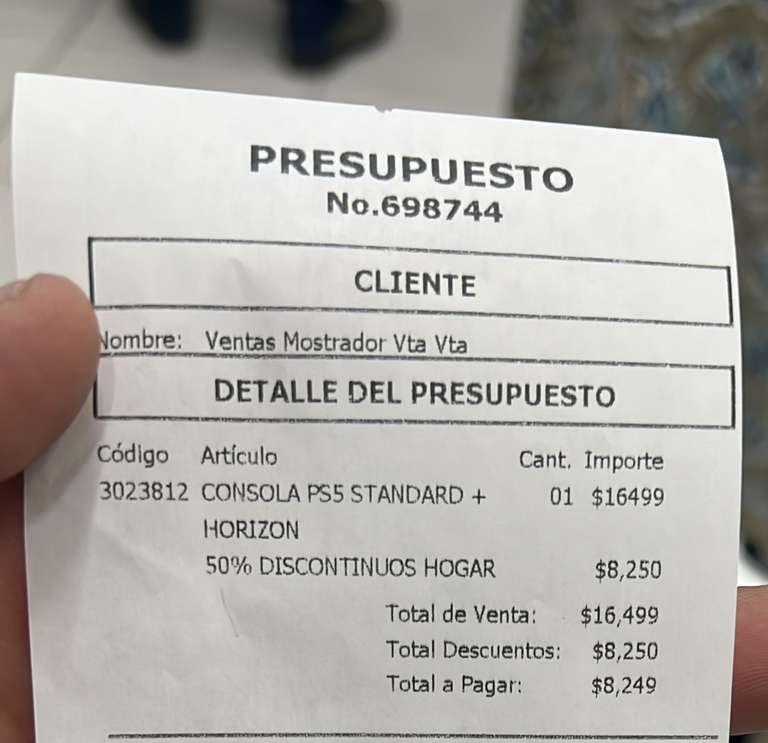 PRESUPUESTO
No.698744
CLIENTE
Nombre: Ventas Mostrador Vta Vta
DETALLE DEL PRESUPUESTO
Código Artículo Cant. Importe
3023812 CONSOLA PS5 STANDARD + 01 $16499
HORIZON
50% DISCONTINUOS HOGAR $8,250
Total de Venta: $16,499
Total Descuentos: $8,250
Total a Pagar: $8,249